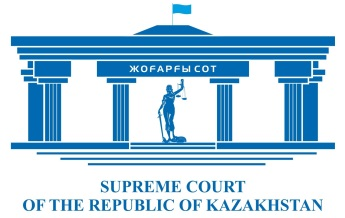 ЖОҒАРҒЫ СОТ
SUPREME COURT
OF THE REPUBLIC OF KAZAKHSTAN